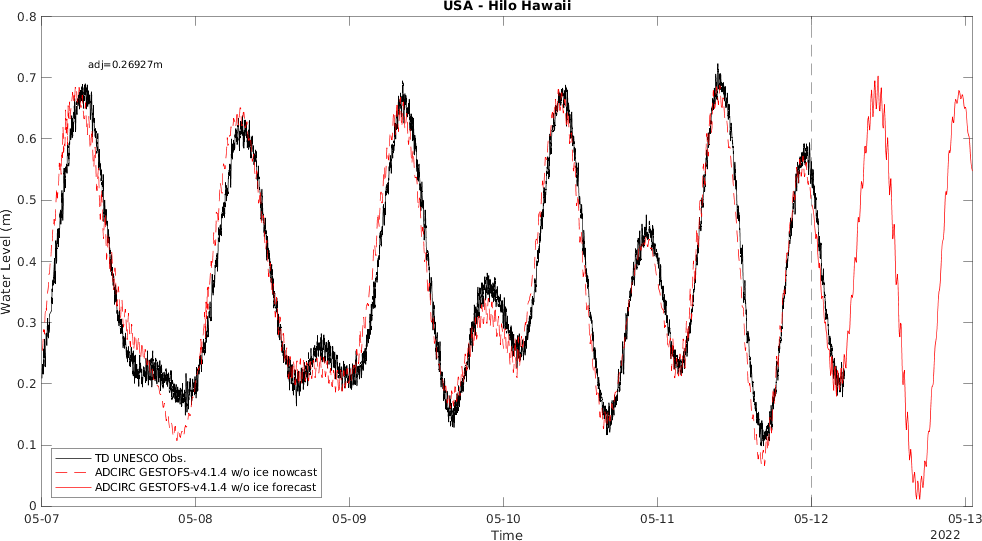 USA - Hilo Hawaii
adj=0.26927m
0.8
0.7
0.6
0.5
0.4
0.3
0.2
0.1
0
Water Level (m)
TD UNESCO Obs.
ADCIRC GESTOFS-v4.1.4 w/o ice nowcast
ADCIRC GESTOFS-v4.1.4 w/o ice forecast
05-07 05-08 05-09 05-10 05-11 05-12 05-13
Time
2022